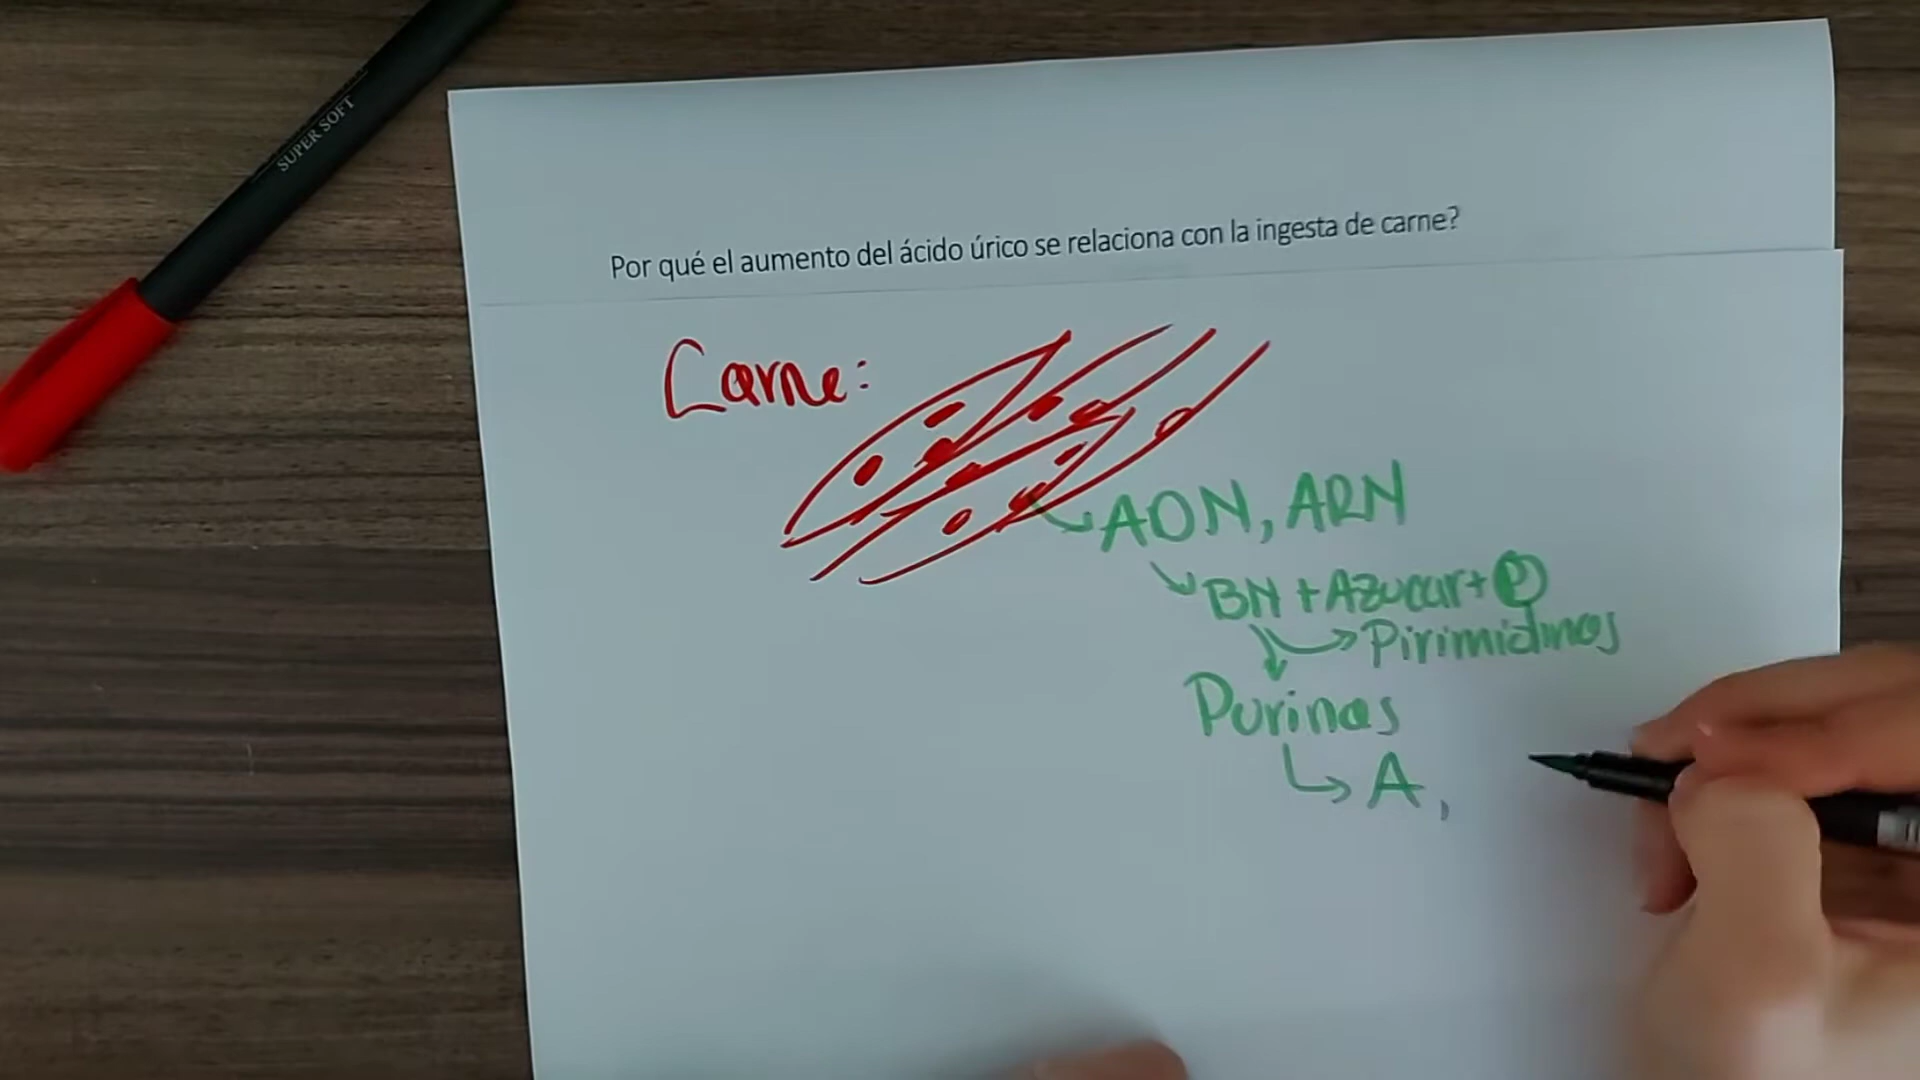 SUPER SOFT
Por qué el aumento del ácido úrico se relaciona con la ingesta de carne?
Carne:
ADN, ARN
BN + Azucar + P
Pirimidinas
Purinas
A,